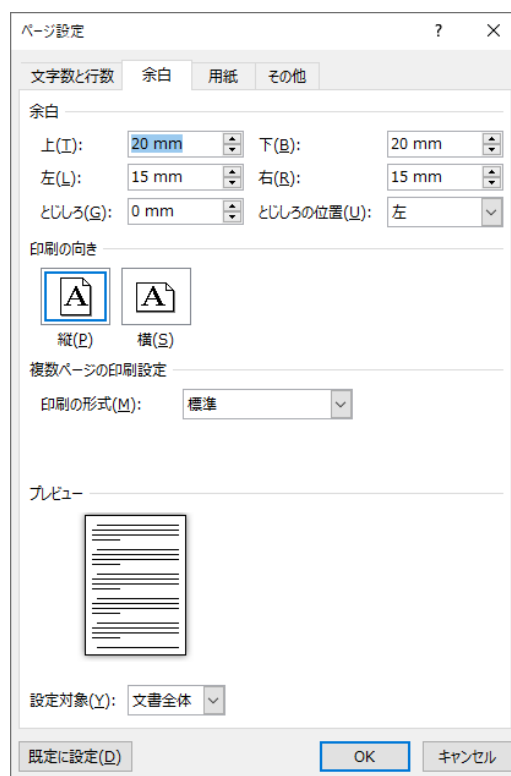 ページ設定 ? ×
文字数と行数 余白 用紙 その他
余白
上(T): 20 mm 下(B): 20 mm
左(L): 15 mm 右(R): 15 mm
とじしろ(G): 0 mm とじしろの位置(U): 左
印刷の向き
A A
縦(P) 横(S)
複数ページの印刷設定
印刷の形式(M): 標準
プレビュー
設定対象(Y): 文書全体
既定に設定(D) OK キャンセル